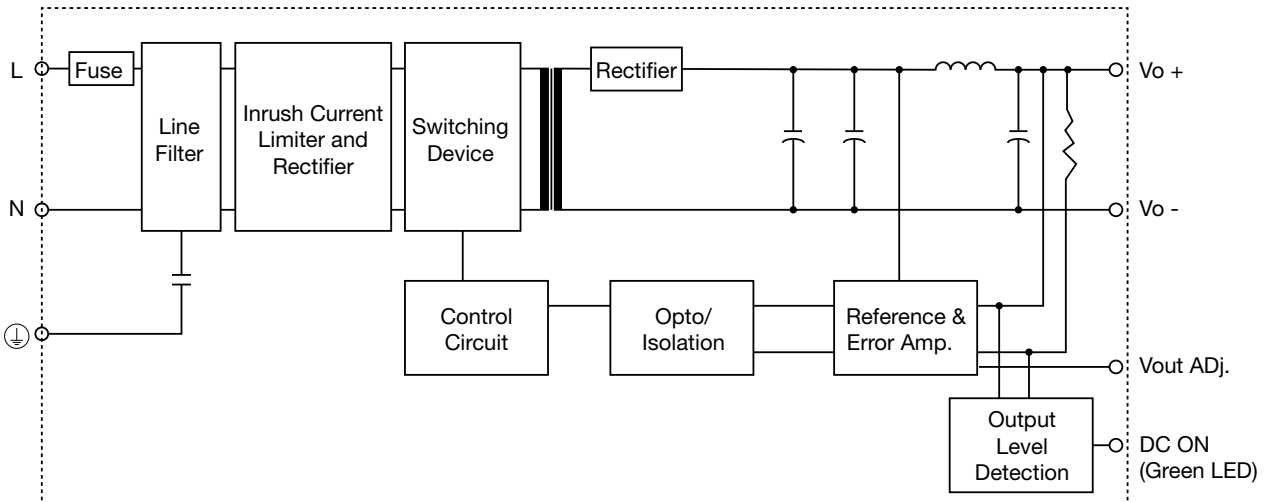 L
Fuse
Line
Filter
Inrush Current
Limiter and
Rectifier
Switching
Device
Rectifier
Vo +
N
Vo -
Control
Circuit
Opto/
Isolation
Reference &
Error Amp.
Vout ADj.
Output
Level
Detection
DC ON
(Green LED)